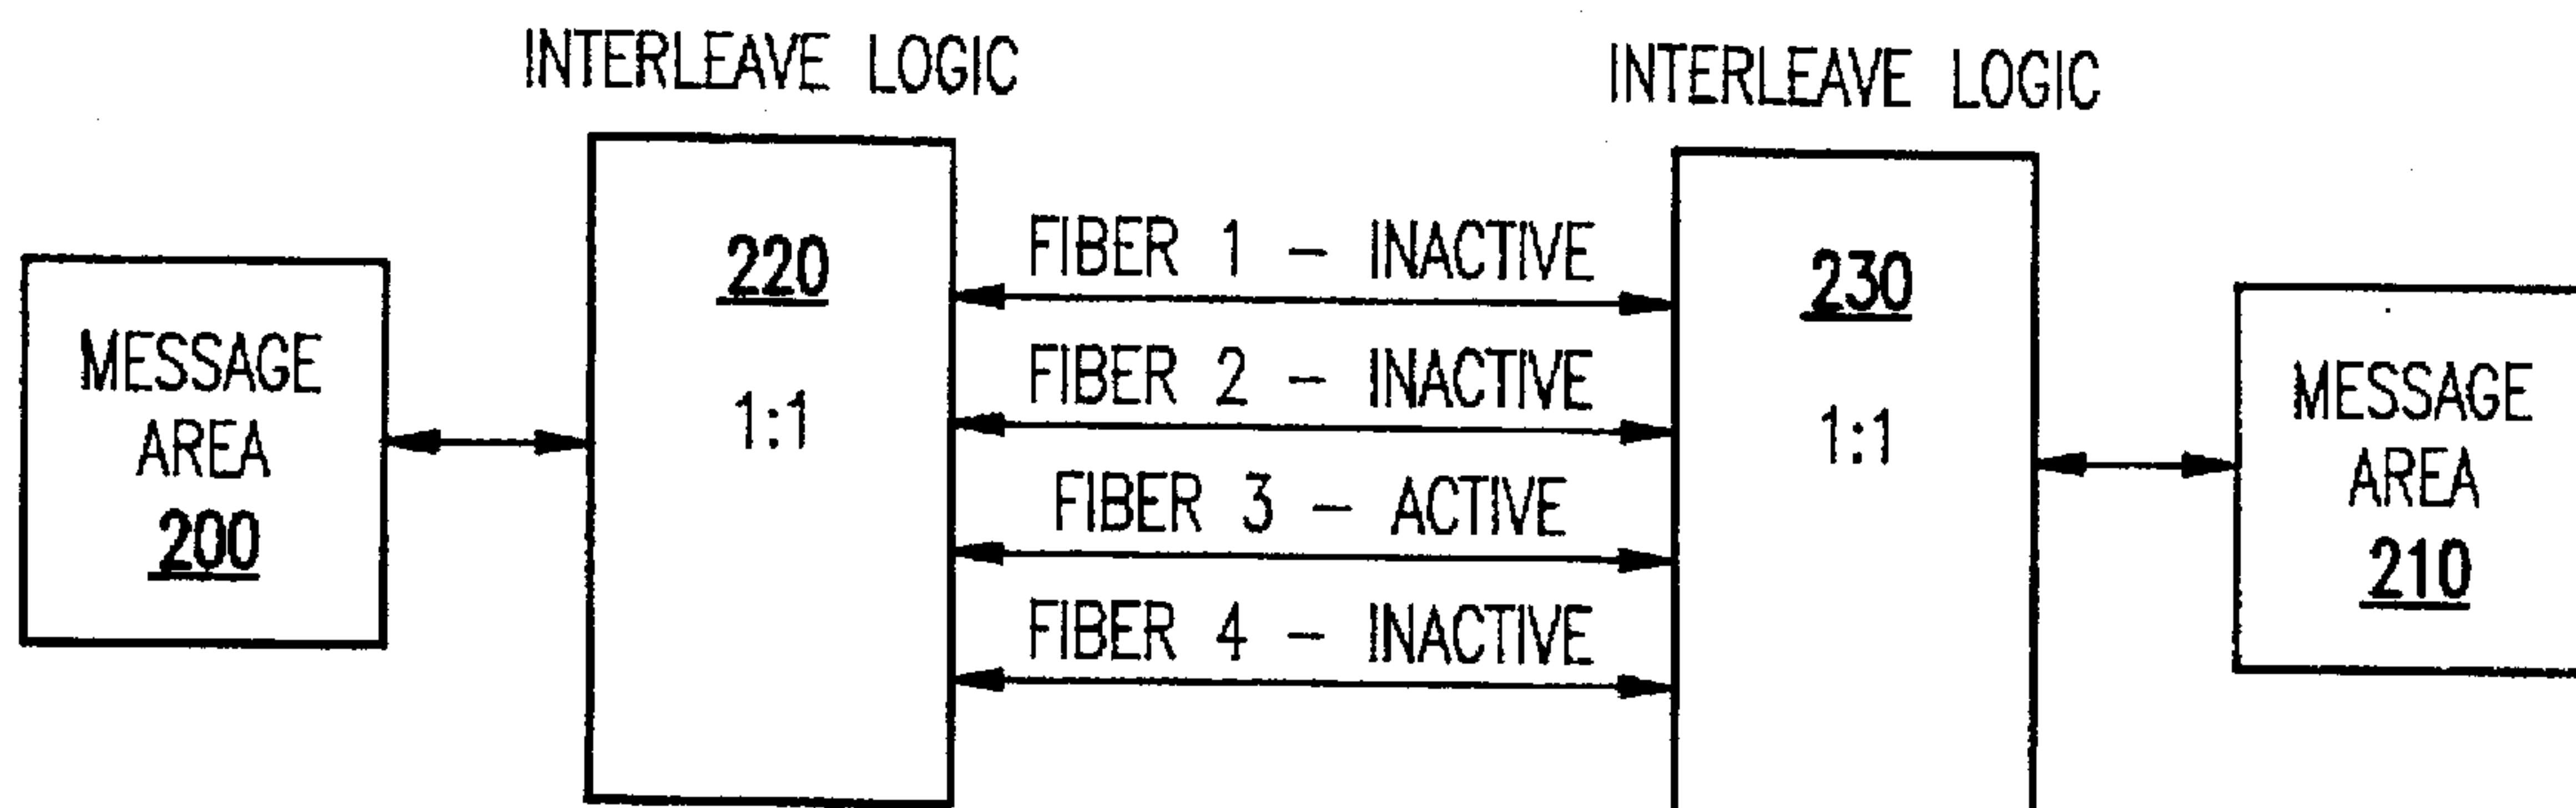 INTERLEAVE LOGIC
INTERLEAVE LOGIC
MESSAGE
AREA
200
220
1:1
FIBER 1 – INACTIVE
FIBER 2 – INACTIVE
FIBER 3 – ACTIVE
FIBER 4 – INACTIVE
230
1:1
MESSAGE
AREA
210